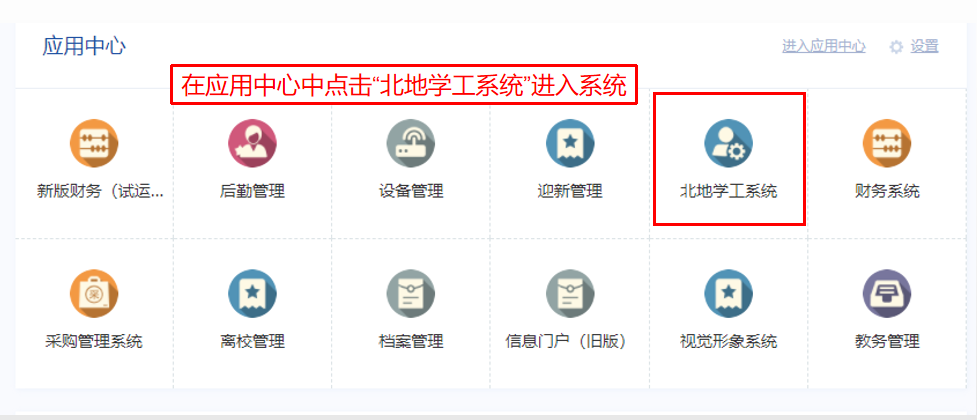 应用中心
进入应用中心
设置
在应用中心中点击“北地学工系统”进入系统
新版财务（试运...
后勤管理
设备管理
迎新管理
北地学工系统
财务系统
采
采购管理系统
离校管理
档案管理
信息门户（旧版）
视觉形象系统
教务管理